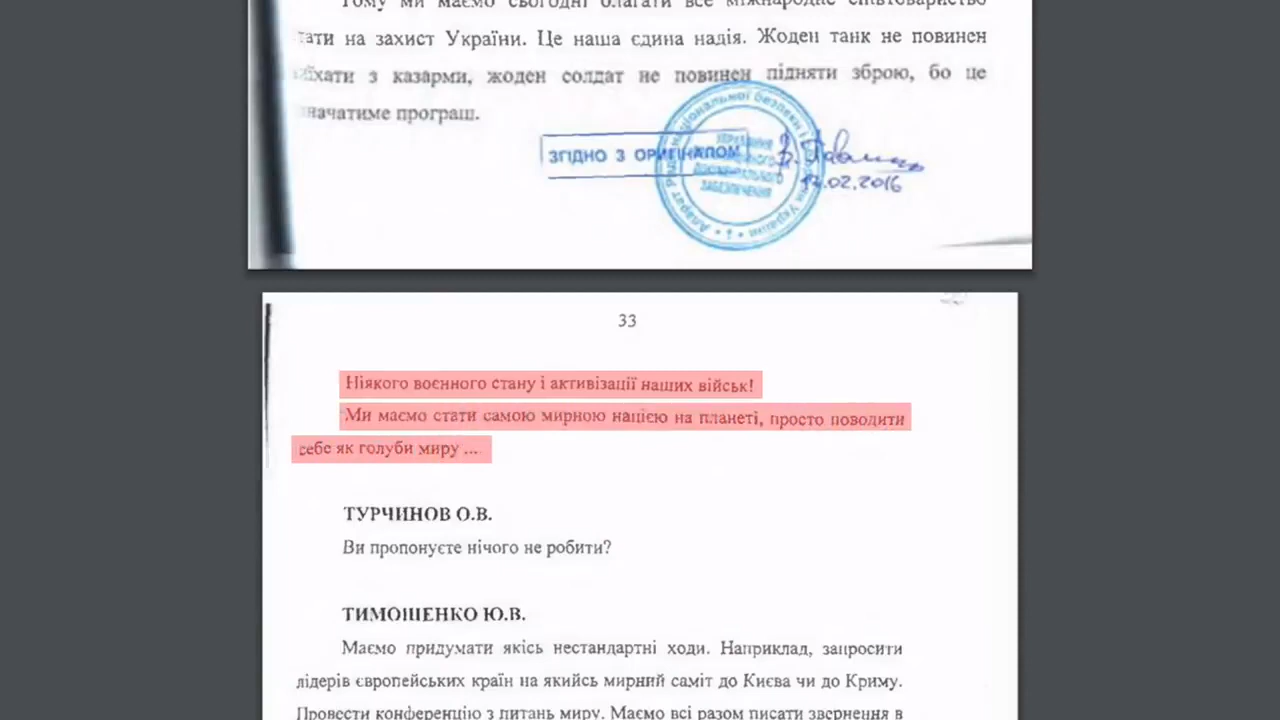 Тому ми маємо сьогодні благати все міжнародне співтовариство
тати на захист України. Це наша єдина надія. Жоден танк не повинен
їхати з казарми, жоден солдат не повинен підняти зброю, бо це
значатиме програш.
ЗГІДНО З ОРИГІНАЛОМ
12.02.2016
33
Ніякого воєнного стану і активізації наших військ!
Ми маємо стати самою мирною нацією на планеті, просто поводити
себе як голуби миру ...
ТУРЧИНОВ О.В.
Ви пропонуєте нічого не робити?
ТИМОШЕНКО Ю.В.
Маємо придумати якісь нестандартні ходи. Наприклад, запросити
лідерів європейських країн на якийсь мирний саміт до Києва чи до Криму.
Провести конференцію з питань миру. Маємо всі разом писати звернення в